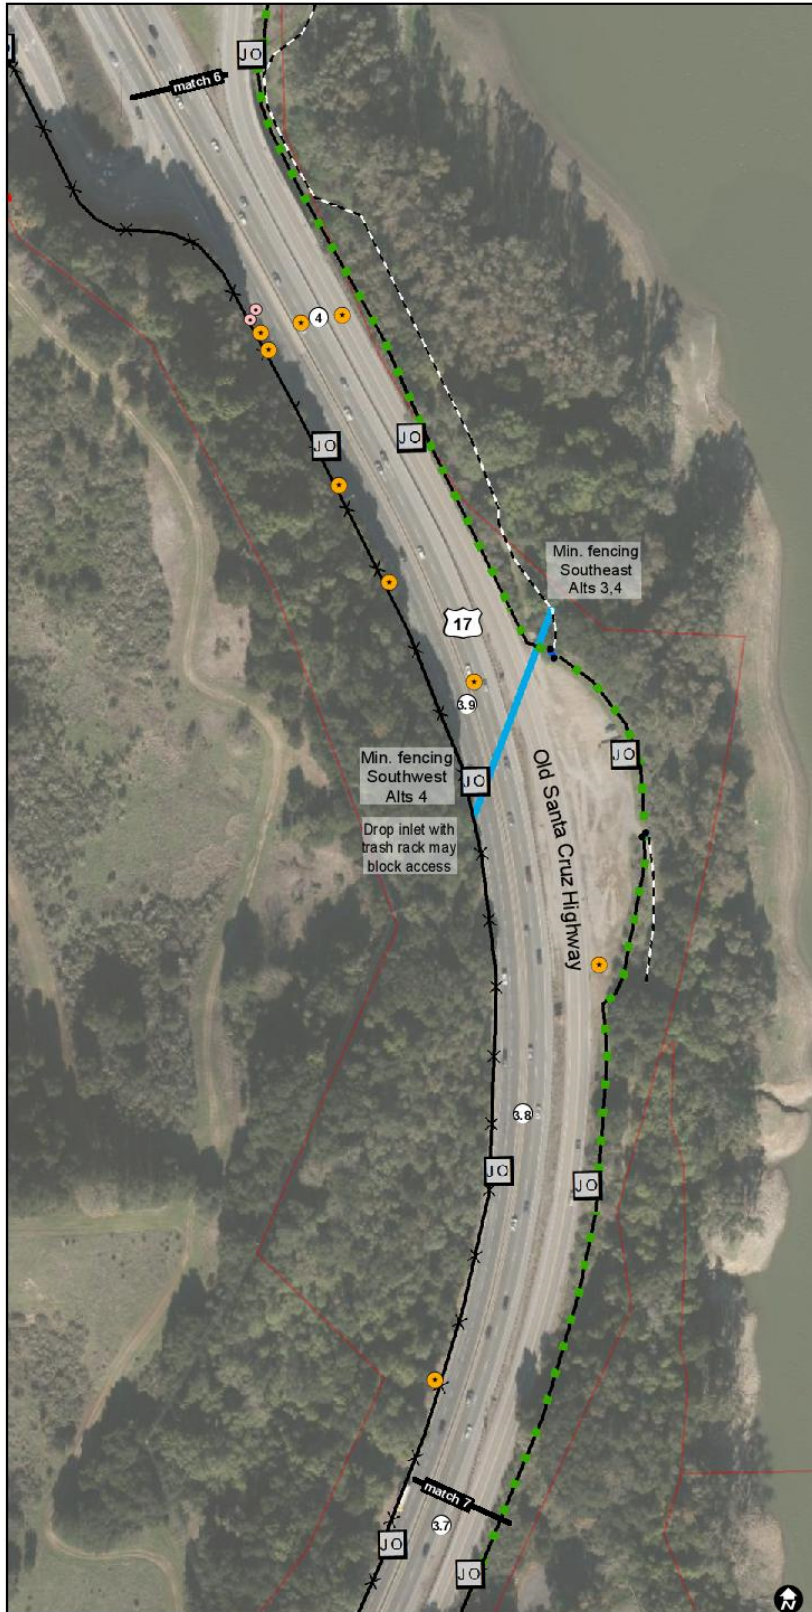 JO
match 6
4
JO
JO
Min. fencing
Southeast
Alts 3,4
17
3.9
Min. fencing
Southwest
Alts 4
JO
JO
Drop inlet with
trash rack may
block access
Old Santa Cruz Highway
3.8
JO
JO
match 7
3.7
JO
JO
N